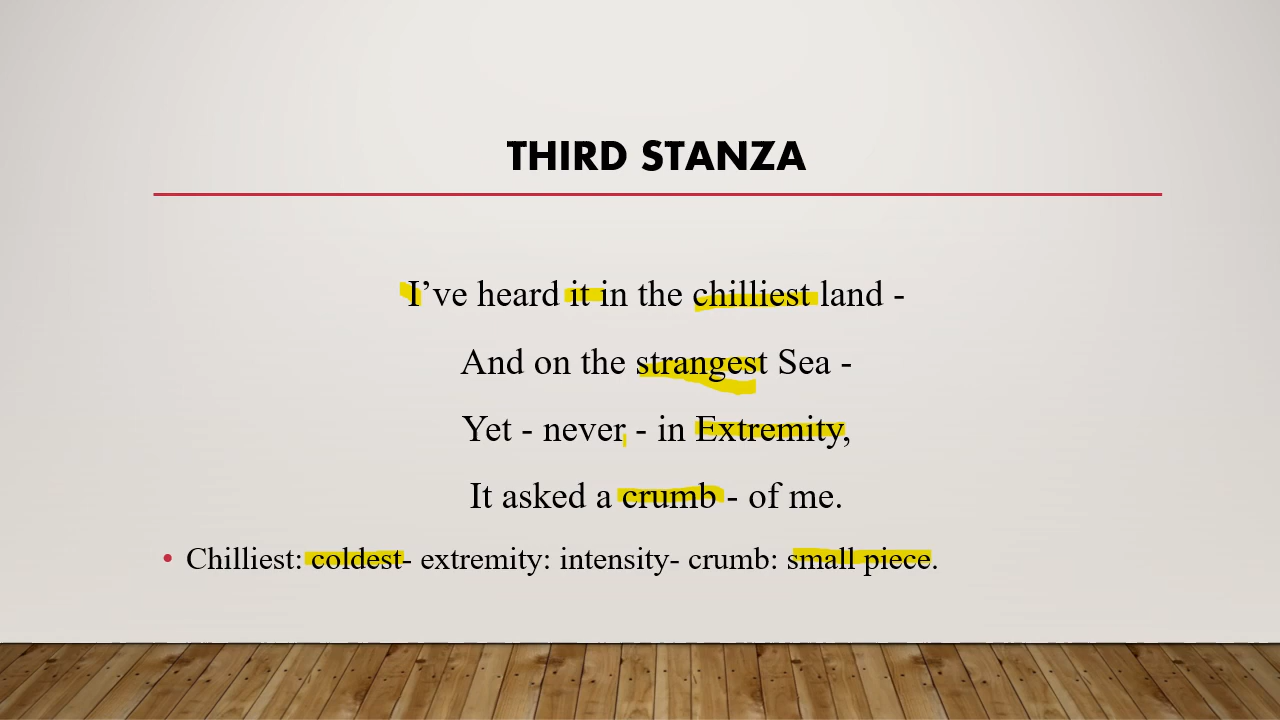 THIRD STANZA
I’ve heard it in the chilliest land -
And on the strangest Sea -
Yet - never - in Extremity,
It asked a crumb - of me.
• Chilliest: coldest- extremity: intensity- crumb: small piece.